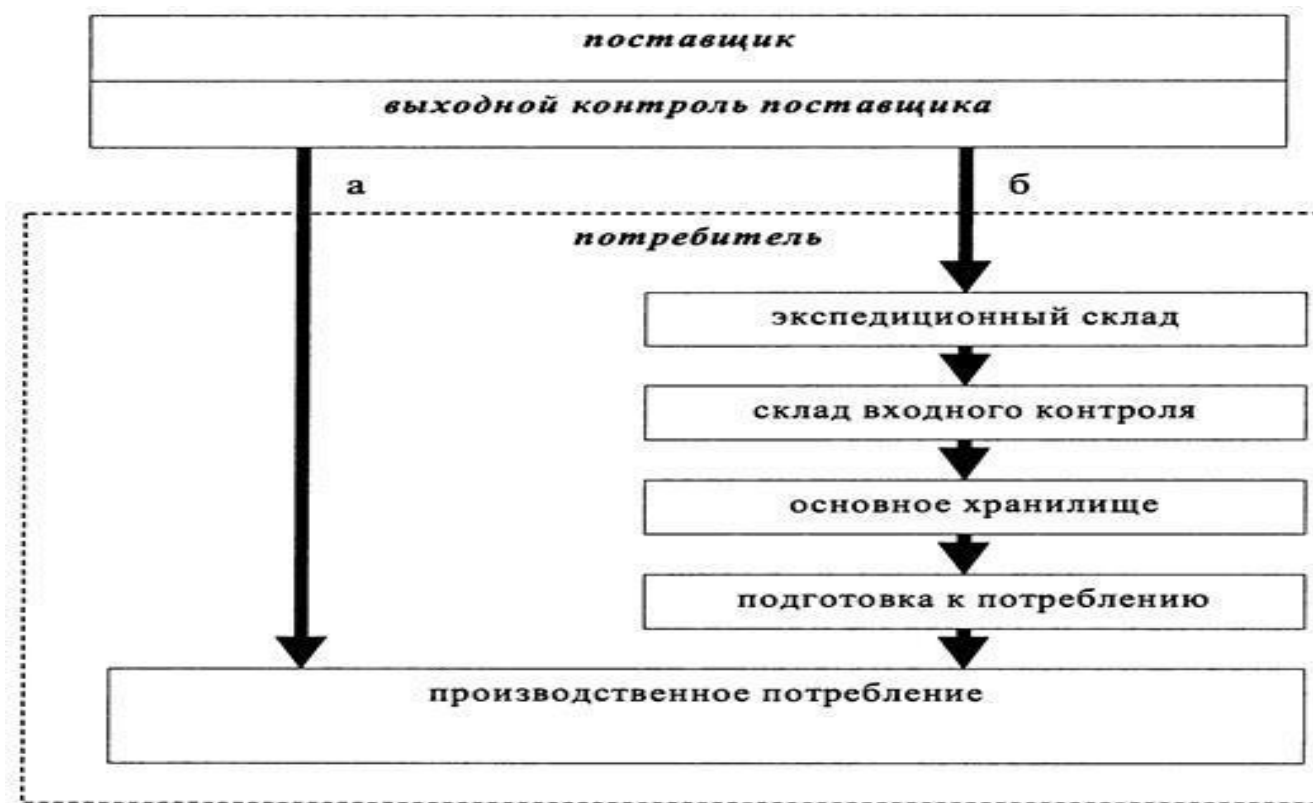 поставщик
выходной контроль поставщика
а
б
потребитель
экспедиционный склад
склад входного контроля
основное хранилище
подготовка к потреблению
производственное потребление